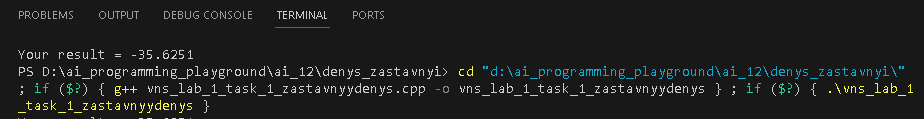 PROBLEMS OUTPUT DEBUG CONSOLE TERMINAL PORTS
Your result = -35.6251
PS D:\ai_programming_playground\ai_12\denys_zastavnyi> cd "d:\ai_programming_playground\ai_12\denys_zastavnyi\"
; if ($?) { g++ vns_lab_1_task_1_zastavnyydenys.cpp -o vns_lab_1_task_1_zastavnyydenys } ; if ($?) { .\vns_lab_1
_task_1_zastavnyydenys }